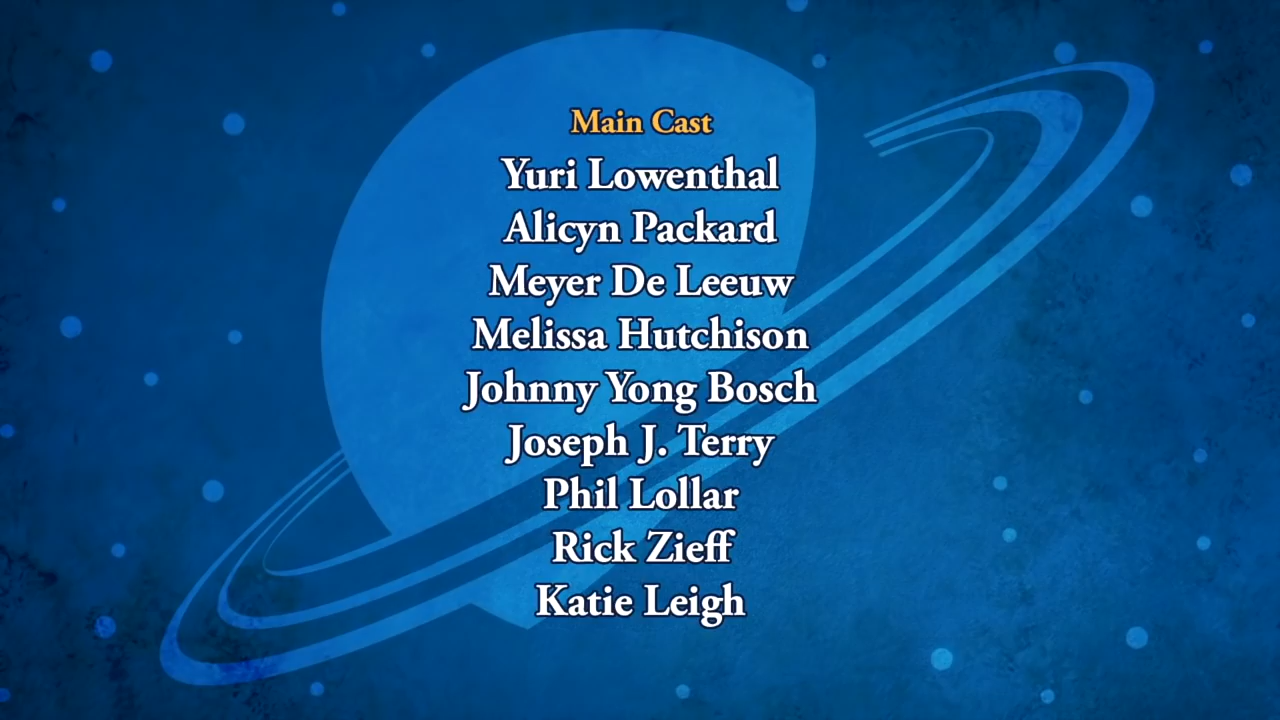 Main Cast
Yuri Lowenthal
Alicyn Packard
Meyer De Leeuw
Melissa Hutchison
Johnny Yong Bosch
Joseph J. Terry
Phil Lollar
Rick Zieff
Katie Leigh